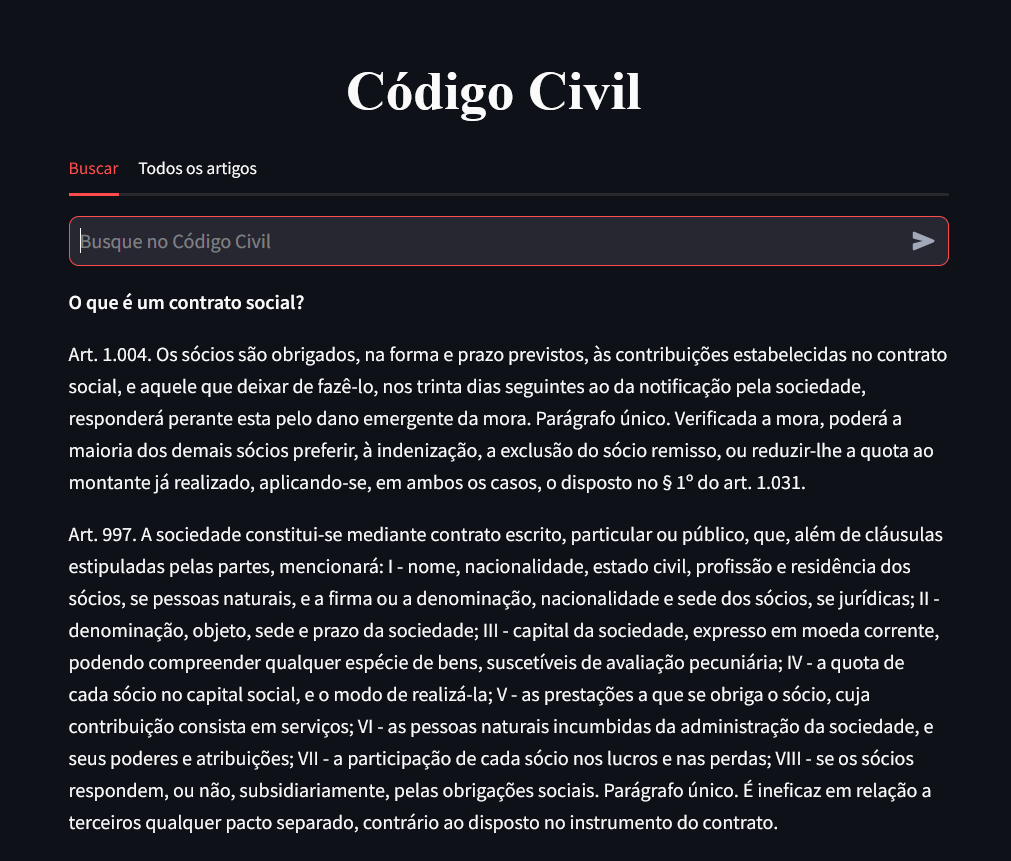 Código Civil
Buscar Todos os artigos
Busque no Código Civil
O que é um contrato social?
Art. 1.004. Os sócios são obrigados, na forma e prazo previstos, às contribuições estabelecidas no contrato
social, e aquele que deixar de fazê-lo, nos trinta dias seguintes ao da notificação pela sociedade,
responderá perante esta pelo dano emergente da mora. Parágrafo único. Verificada a mora, poderá a
maioria dos demais sócios preferir, à indenização, a exclusão do sócio remisso, ou reduzir-lhe a quota ao
montante já realizado, aplicando-se, em ambos os casos, o disposto no § 1º do art. 1.031.
Art. 997. A sociedade constitui-se mediante contrato escrito, particular ou público, que, além de cláusulas
estipuladas pelas partes, mencionará: I - nome, nacionalidade, estado civil, profissão e residência dos
sócios, se pessoas naturais, e a firma ou a denominação, nacionalidade e sede dos sócios, se jurídicas; II -
denominação, objeto, sede e prazo da sociedade; III - capital da sociedade, expresso em moeda corrente,
podendo compreender qualquer espécie de bens, suscetíveis de avaliação pecuniária; IV - a quota de
cada sócio no capital social, e o modo de realizá-la; V - as prestações a que se obriga o sócio, cuja
contribuição consista em serviços; VI - as pessoas naturais incumbidas da administração da sociedade, e
seus poderes e atribuições; VII - a participação de cada sócio nos lucros e nas perdas; VIII - se os sócios
respondem, ou não, subsidiariamente, pelas obrigações sociais. Parágrafo único. É ineficaz em relação a
terceiros qualquer pacto separado, contrário ao disposto no instrumento do contrato.